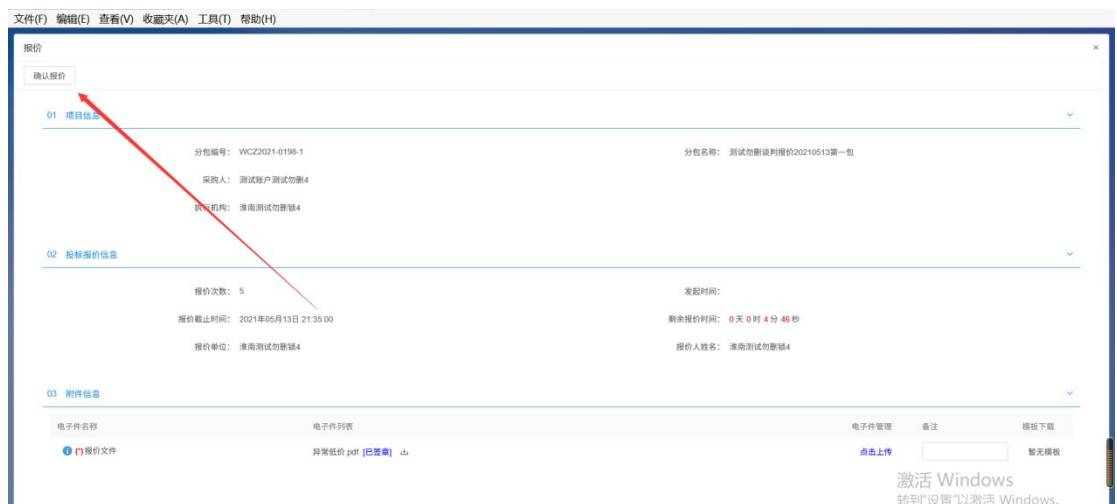 文件(F) 编辑(E) 查看(V) 收藏夹(A) 工具(T) 帮助(H)
报价 ×
确认报价
01 项目信息
分包编号： WCZ2021-0198-1 分包名称： 测试勿删谈判报价20210513第一包
采购人： 测试账户测试勿删4
执行机构： 淮南测试勿删锁4
02 投标报价信息
报价次数： 5 发起时间：
报价截止时间： 2021年05月13日 21:35:00 剩余报价时间： 0 天 0 时 4 分 46 秒
报价单位： 淮南测试勿删锁4 报价人姓名： 淮南测试勿删锁4
03 附件信息
电子件名称 电子件列表 电子件管理 备注 模板下载
(*)报价文件 异常低价.pdf [已签章] 点击上传 暂无模板
激活 Windows
转到"设置"以激活 Windows。